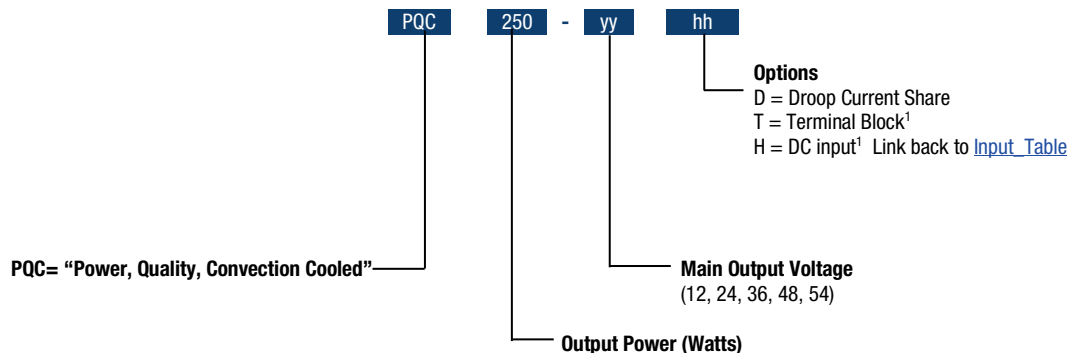 PQC 250 - yy hh
Options
D = Droop Current Share
T = Terminal Block¹
H = DC input¹ Link back to Input_Table
PQC= “Power, Quality, Convection Cooled”
Main Output Voltage
(12, 24, 36, 48, 54)
Output Power (Watts)